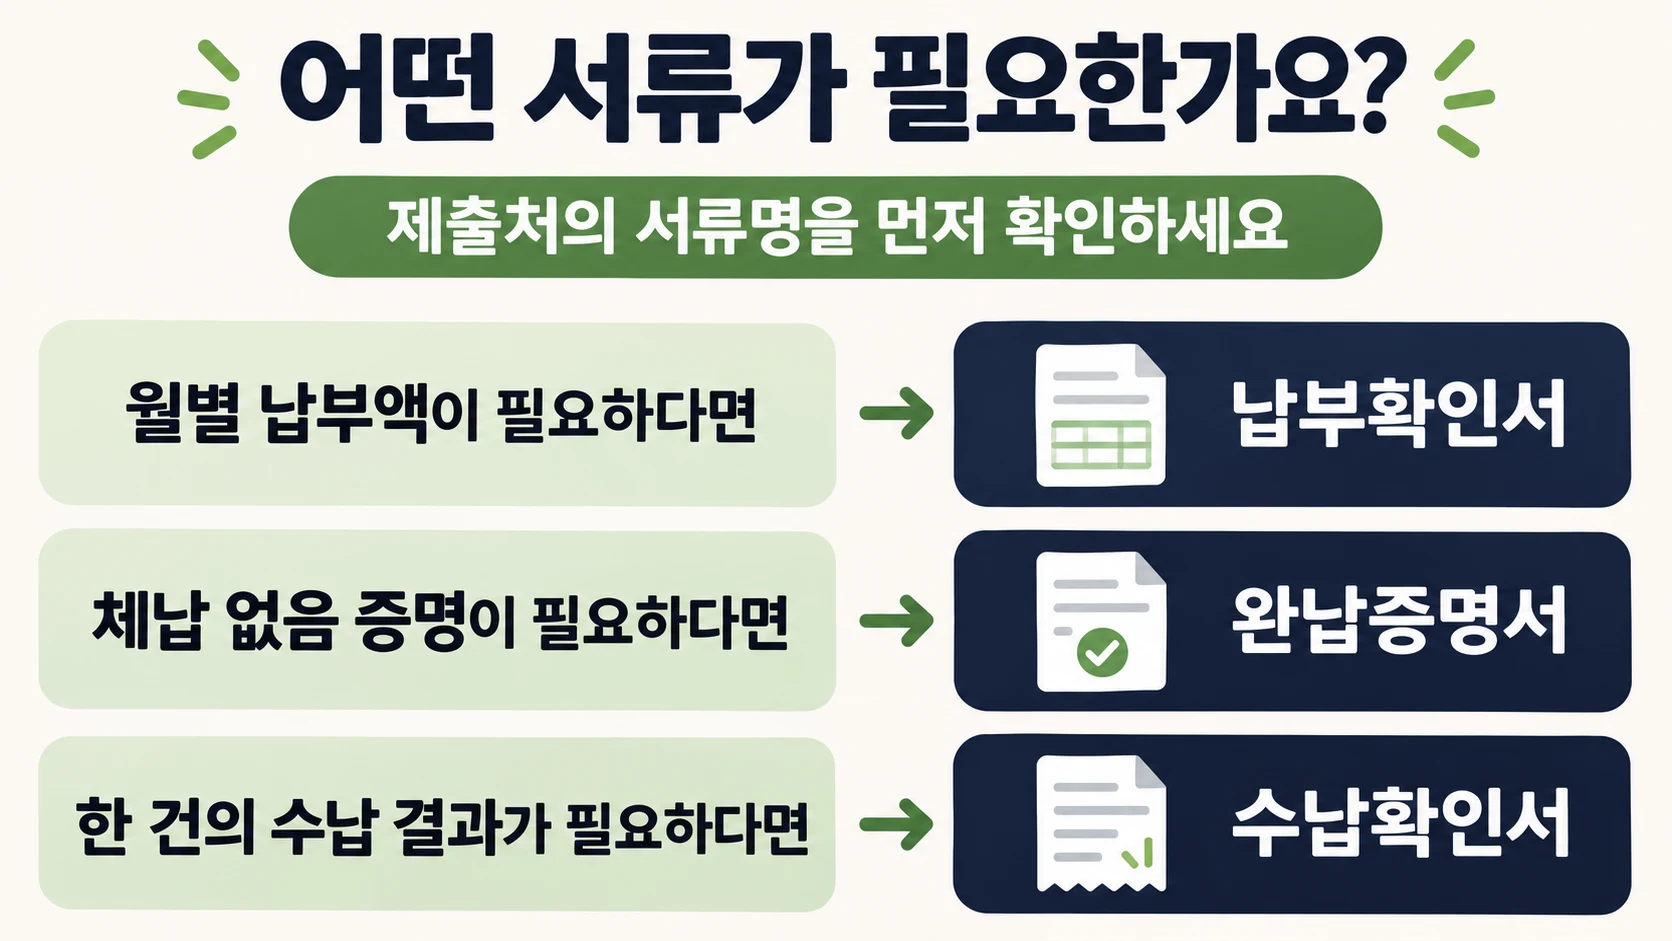 어떤 서류가 필요한가요?
제출처의 서류명을 먼저 확인하세요
월별 납부액이 필요하다면
납부확인서
체납 없음 증명이 필요하다면
완납증명서
한 건의 수납 결과가 필요하다면
수납확인서